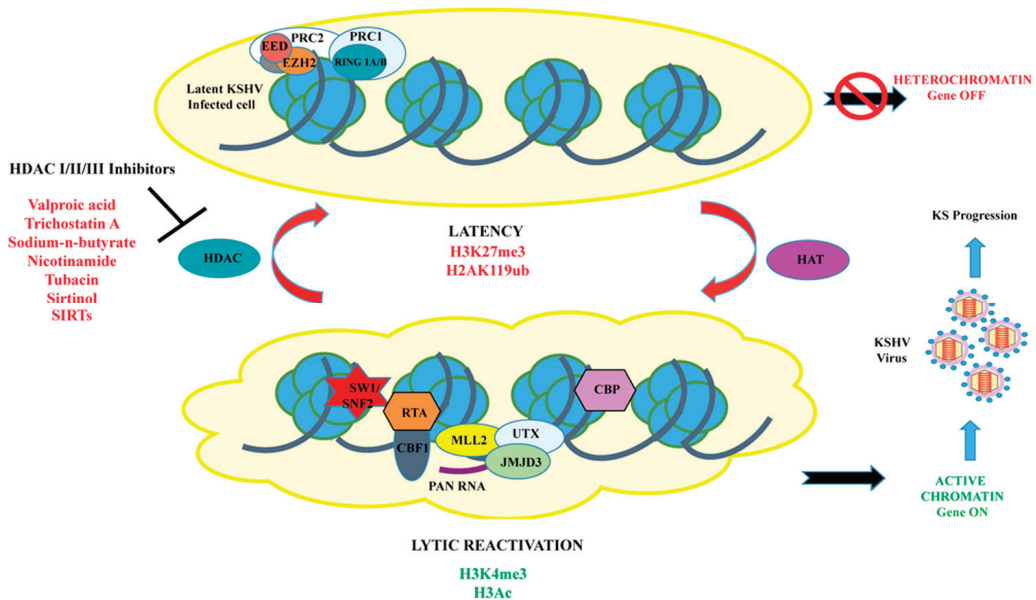 PRC2
PRC1
EED
EZH2
RING 1A/B
Latent KSHV
Infected cell
HETEROCHROMATIN
Gene OFF
HDAC I/II/III Inhibitors
Valproic acid
Trichostatin A
Sodium-n-butyrate
Nicotinamide
Tubacin
Sirtinol
SIRTs
HDAC
LATENCY
H3K27me3
H2AK119ub
HAT
KS Progression
KSHV
Virus
SW1/
SNF2
RTA
CBF1
MLL2
UTX
JMJD3
PAN RNA
CBP
ACTIVE
CHROMATIN
Gene ON
LYTIC REACTIVATION
H3K4me3
H3Ac